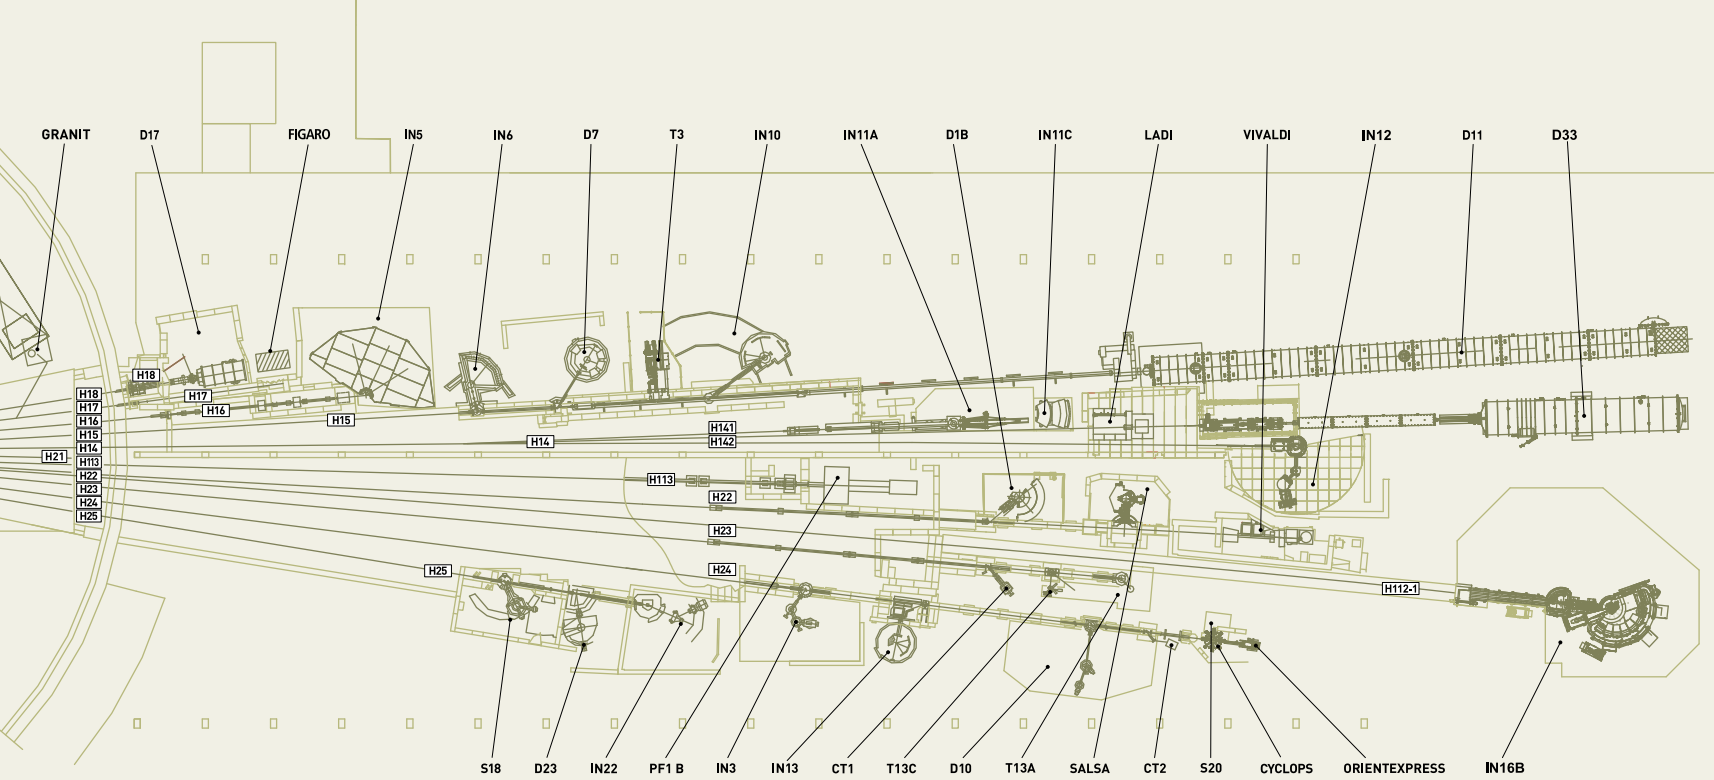 GRANIT D17 FIGARO IN5 IN6 D7 T3 IN10 IN11A D1B IN11C LADI VIVALDI IN12 D11 D33
H18
H18
H17
H17
H16
H16
H15
H15
H14
H14
H141
H142
H21
H113
H113
H22
H22
H23
H23
H24
H24
H25
H25
H112-1
S18 D23 IN22 PF1 B IN3 IN13 CT1 T13C D10 T13A SALSA CT2 S20 CYCLOPS ORIENTEXPRESS IN16B